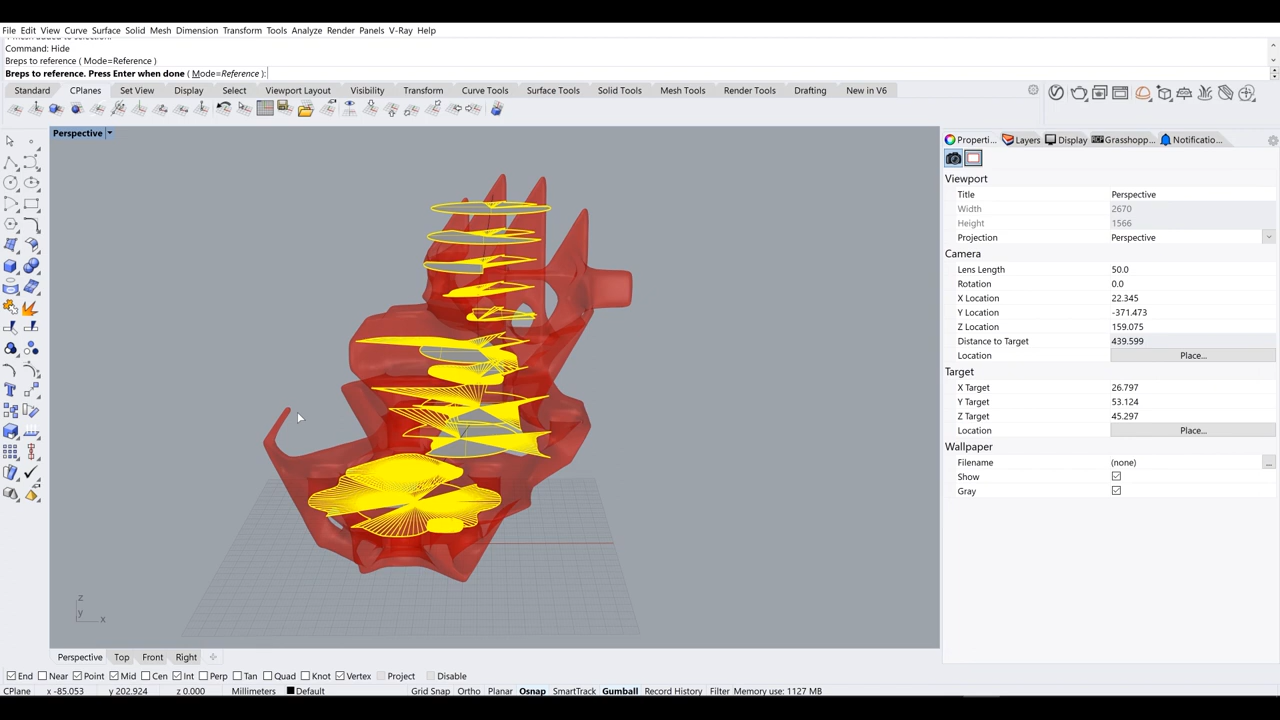 File Edit View Curve Surface Solid Mesh Dimension Transform Tools Analyze Render Panels V-Ray Help
Command: Hide
Breps to reference ( Mode=Reference )
Breps to reference. Press Enter when done ( Mode=Reference ):
Standard CPlanes Set View Display Select Viewport Layout Visibility Transform Curve Tools Surface Tools Solid Tools Mesh Tools Render Tools Drafting New in V6
Perspective
Properti... Layers Display Grasshopp... Notificatio...
Viewport
Title Perspective
Width 2670
Height 1566
Projection Perspective
Camera
Lens Length 50.0
Rotation 0.0
X Location 22.345
Y Location -371.473
Z Location 159.075
Distance to Target 439.599
Location Place...
Target
X Target 26.797
Y Target 53.124
Z Target 45.297
Location Place...
Wallpaper
Filename (none) ...
Show
Gray
z
y x
Perspective Top Front Right
End Near Point Mid Cen Int Perp Tan Quad Knot Vertex Project Disable
CPlane x -85.053 y 202.924 z 0.000 Millimeters Default Grid Snap Ortho Planar Osnap SmartTrack Gumball Record History Filter Memory use: 1127 MB